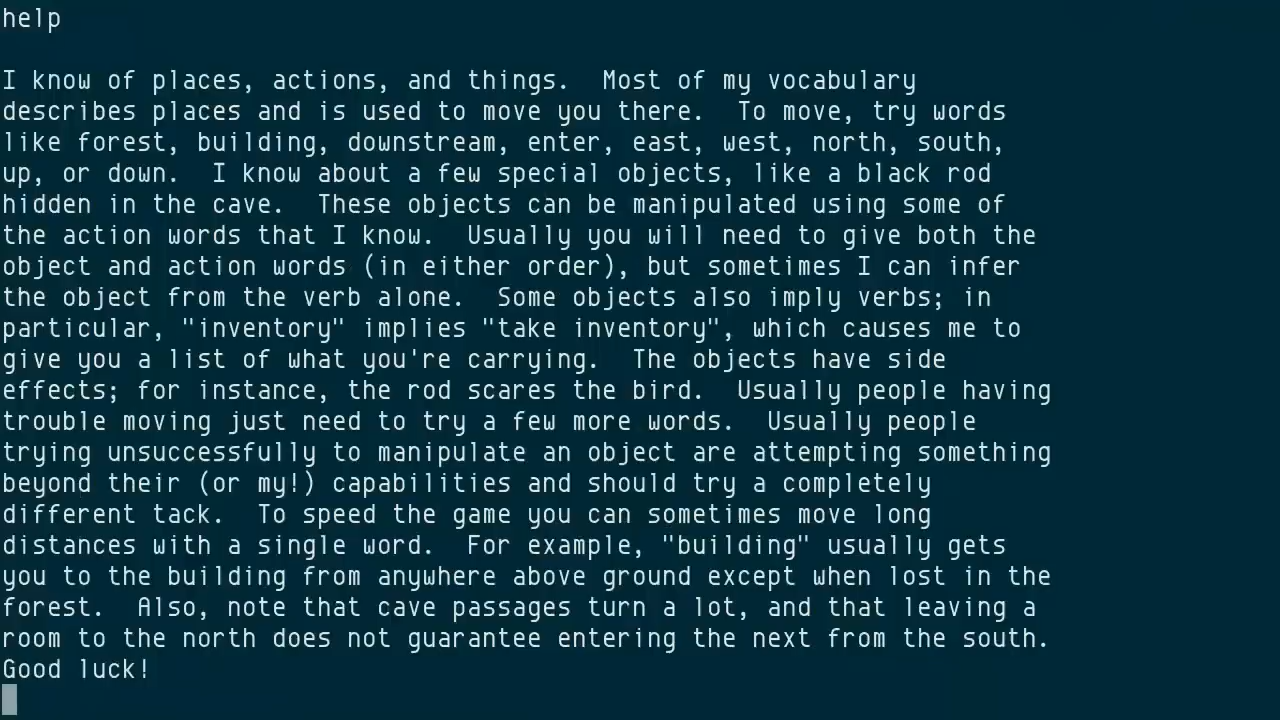 help
I know of places, actions, and things.  Most of my vocabulary
describes places and is used to move you there.  To move, try words
like forest, building, downstream, enter, east, west, north, south,
up, or down.  I know about a few special objects, like a black rod
hidden in the cave.  These objects can be manipulated using some of
the action words that I know.  Usually you will need to give both the
object and action words (in either order), but sometimes I can infer
the object from the verb alone.  Some objects also imply verbs; in
particular, "inventory" implies "take inventory", which causes me to
give you a list of what you're carrying.  The objects have side
effects; for instance, the rod scares the bird.  Usually people having
trouble moving just need to try a few more words.  Usually people
trying unsuccessfully to manipulate an object are attempting something
beyond their (or my!) capabilities and should try a completely
different tack.  To speed the game you can sometimes move long
distances with a single word.  For example, "building" usually gets
you to the building from anywhere above ground except when lost in the
forest.  Also, note that cave passages turn a lot, and that leaving a
room to the north does not guarantee entering the next from the south.
Good luck!